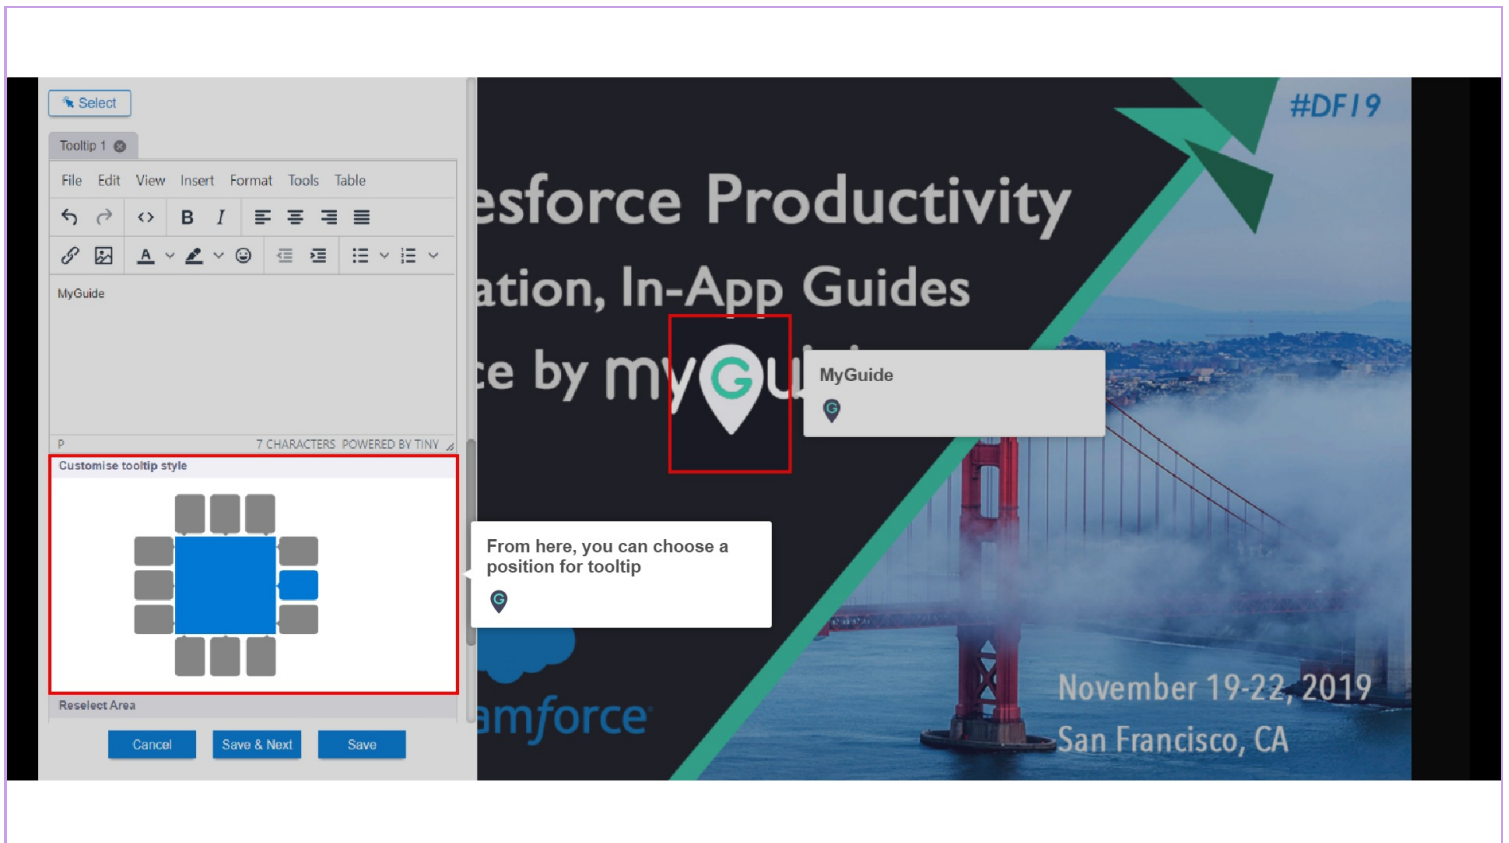 Select
Tooltip 1
File Edit View Insert Format Tools Table
B I
A
MyGuide
P 7 CHARACTERS POWERED BY TINY
Customise tooltip style
Reselect Area
Cancel Save & Next Save
#DF19
esforce Productivity
ation, In-App Guides
ce by myGu
MyGuide
G
From here, you can choose a
position for tooltip
G
amforce
November 19-22, 2019
San Francisco, CA